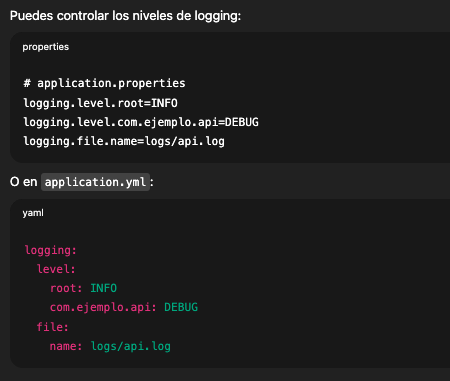 Puedes controlar los niveles de logging:
properties
# application.properties
logging.level.root=INFO
logging.level.com.ejemplo.api=DEBUG
logging.file.name=logs/api.log
O en application.yml:
yaml
logging:
  level:
    root: INFO
    com.ejemplo.api: DEBUG
  file:
    name: logs/api.log